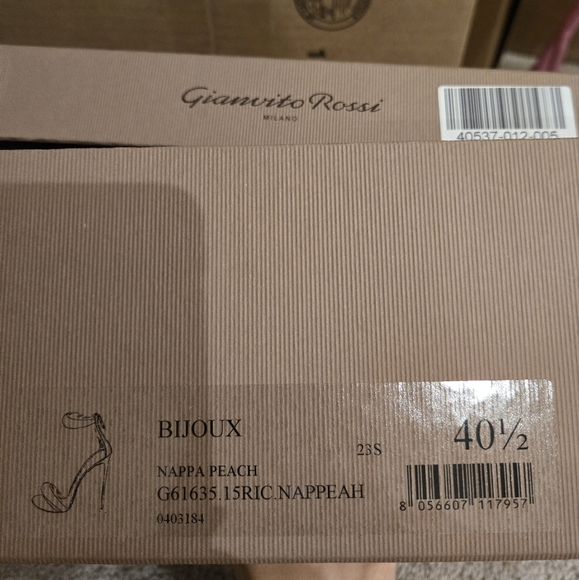 Gianvito Rossi
MILANO
40537-012-005
BIJOUX
23S
40½
NAPPA PEACH
G61635.15RIC.NAPPEAH
0403184
8 056607 117957